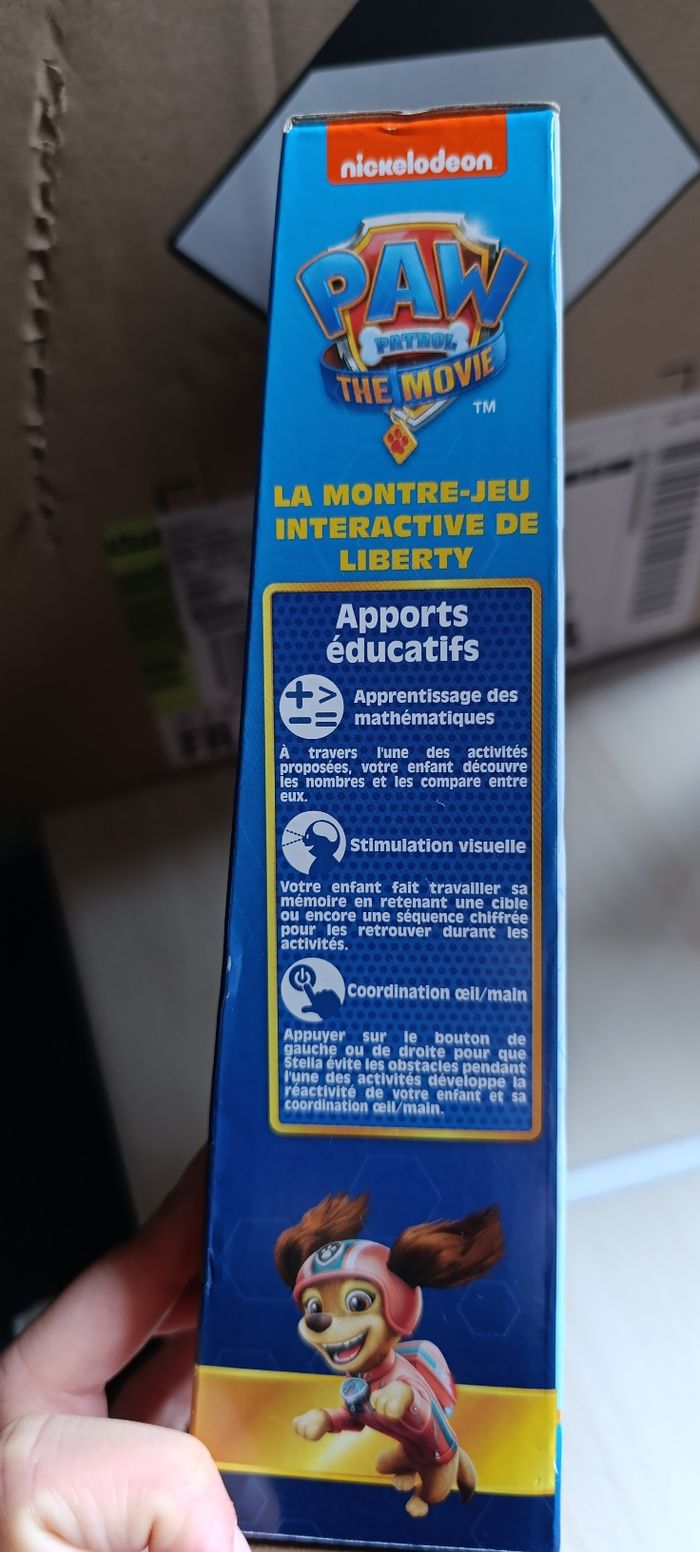 nickelodeon
PAW
PATROL
THE MOVIE
TM
LA MONTRE-JEU
INTERACTIVE DE
LIBERTY
Apports
éducatifs
Apprentissage des
mathématiques
À travers l'une des activités
proposées, votre enfant découvre
les nombres et les compare entre
eux.
Stimulation visuelle
Votre enfant fait travailler sa
mémoire en retenant une cible
ou encore une séquence chiffrée
pour les retrouver durant les
activités.
Coordination œil/main
Appuyer sur le bouton de
gauche ou de droite pour que
Stella évite les obstacles pendant
l'une des activités développe la
réactivité de votre enfant et sa
coordination œil/main.